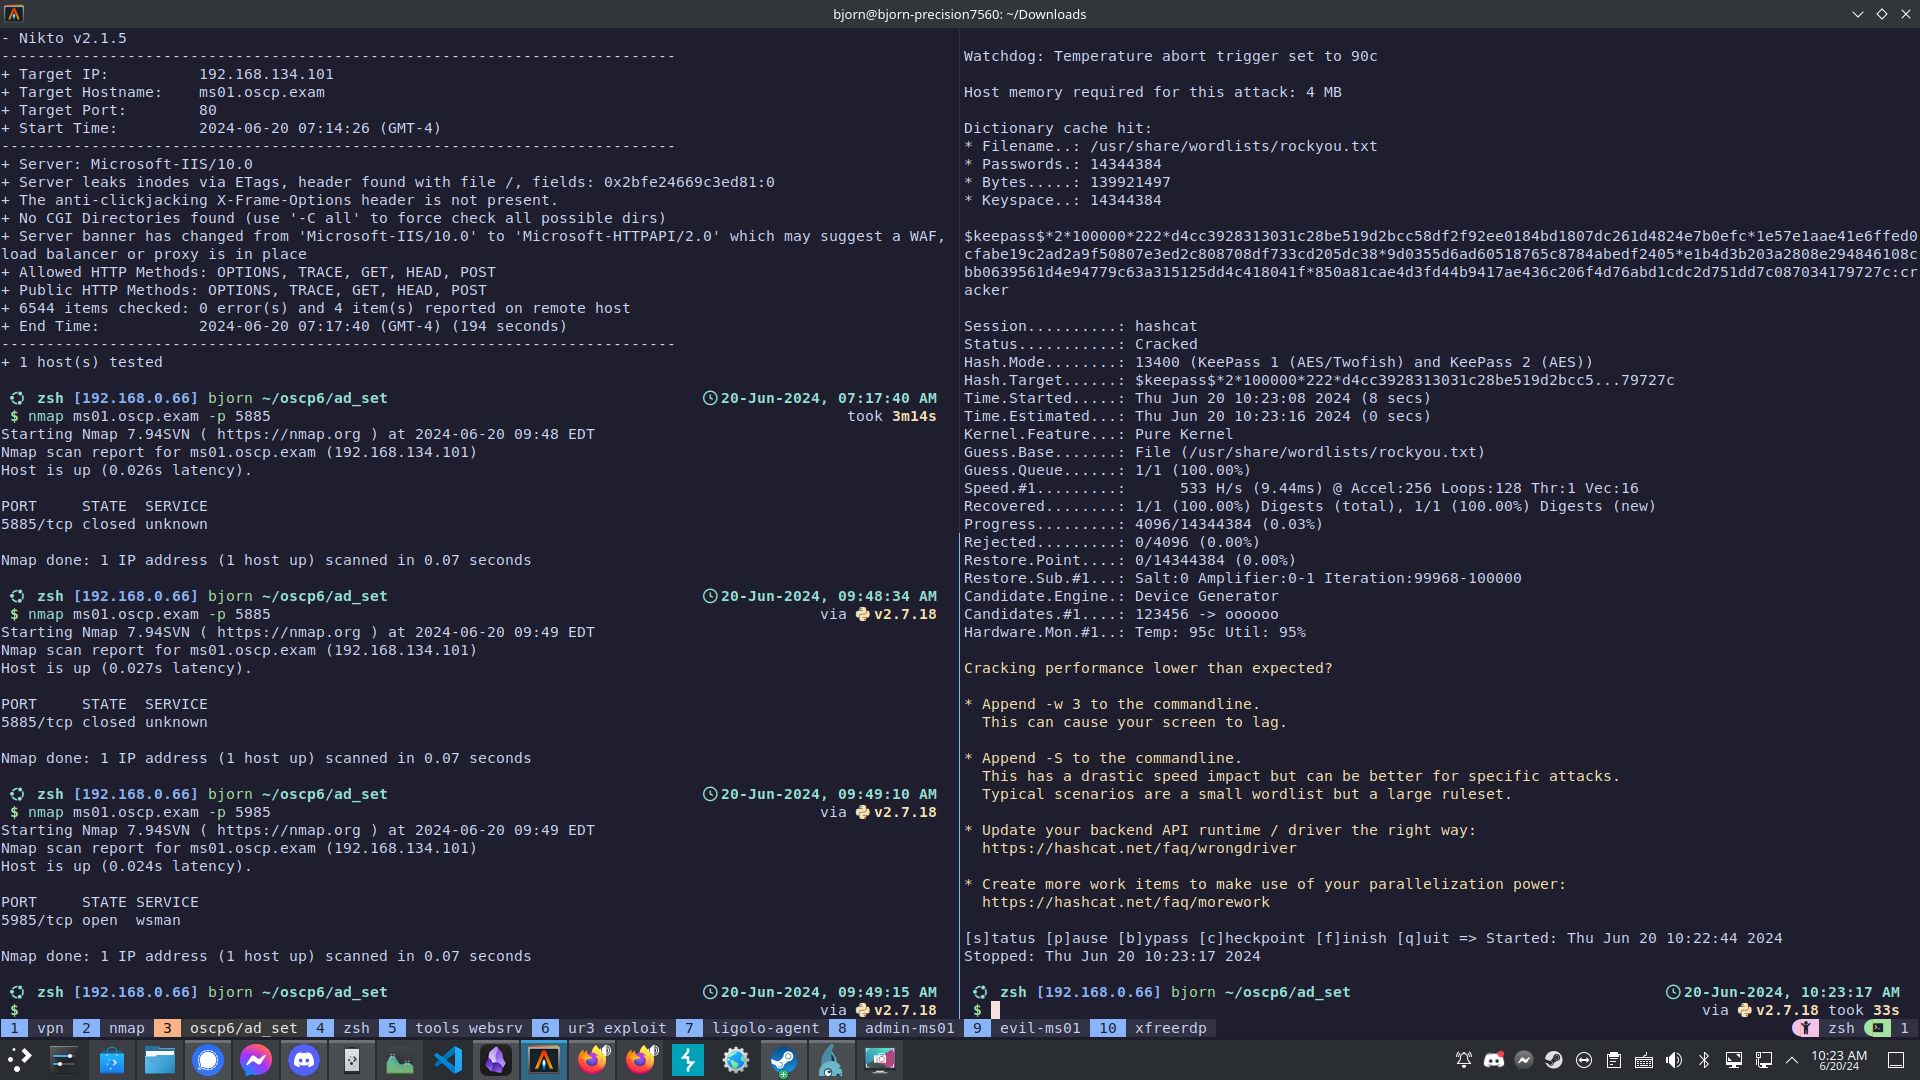 bjorn@bjorn-precision7560: ~/Downloads
- Nikto v2.1.5
---------------------------------------------------------------------------
+ Target IP:          192.168.134.101
+ Target Hostname:    ms01.oscp.exam
+ Target Port:        80
+ Start Time:         2024-06-20 07:14:26 (GMT-4)
---------------------------------------------------------------------------
+ Server: Microsoft-IIS/10.0
+ Server leaks inodes via ETags, header found with file /, fields: 0x2bfe24669c3ed81:0
+ The anti-clickjacking X-Frame-Options header is not present.
+ No CGI Directories found (use '-C all' to force check all possible dirs)
+ Server banner has changed from 'Microsoft-IIS/10.0' to 'Microsoft-HTTPAPI/2.0' which may suggest a WAF,
load balancer or proxy is in place
+ Allowed HTTP Methods: OPTIONS, TRACE, GET, HEAD, POST
+ Public HTTP Methods: OPTIONS, TRACE, GET, HEAD, POST
+ 6544 items checked: 0 error(s) and 4 item(s) reported on remote host
+ End Time:           2024-06-20 07:17:40 (GMT-4) (194 seconds)
---------------------------------------------------------------------------
+ 1 host(s) tested
zsh [192.168.0.66] bjorn ~/oscp6/ad_set 20-Jun-2024, 07:17:40 AM
$ nmap ms01.oscp.exam -p 5885 took 3m14s
Starting Nmap 7.94SVN ( https://nmap.org ) at 2024-06-20 09:48 EDT
Nmap scan report for ms01.oscp.exam (192.168.134.101)
Host is up (0.026s latency).
PORT     STATE  SERVICE
5885/tcp closed unknown
Nmap done: 1 IP address (1 host up) scanned in 0.07 seconds
zsh [192.168.0.66] bjorn ~/oscp6/ad_set 20-Jun-2024, 09:48:34 AM
$ nmap ms01.oscp.exam -p 5885 via v2.7.18
Starting Nmap 7.94SVN ( https://nmap.org ) at 2024-06-20 09:49 EDT
Nmap scan report for ms01.oscp.exam (192.168.134.101)
Host is up (0.027s latency).
PORT     STATE  SERVICE
5885/tcp closed unknown
Nmap done: 1 IP address (1 host up) scanned in 0.07 seconds
zsh [192.168.0.66] bjorn ~/oscp6/ad_set 20-Jun-2024, 09:49:10 AM
$ nmap ms01.oscp.exam -p 5985 via v2.7.18
Starting Nmap 7.94SVN ( https://nmap.org ) at 2024-06-20 09:49 EDT
Nmap scan report for ms01.oscp.exam (192.168.134.101)
Host is up (0.024s latency).
PORT     STATE SERVICE
5985/tcp open  wsman
Nmap done: 1 IP address (1 host up) scanned in 0.07 seconds
zsh [192.168.0.66] bjorn ~/oscp6/ad_set 20-Jun-2024, 09:49:15 AM
$ via v2.7.18
Watchdog: Temperature abort trigger set to 90c
Host memory required for this attack: 4 MB
Dictionary cache hit:
* Filename..: /usr/share/wordlists/rockyou.txt
* Passwords.: 14344384
* Bytes.....: 139921497
* Keyspace..: 14344384
$keepass$*2*100000*222*d4cc3928313031c28be519d2bcc58df2f92ee0184bd1807dc261d4824e7b0efc*1e57e1aae41e6ffed0
cfabe19c2ad2a9f50807e3ed2c808708df733cd205dc38*9d0355d6ad60518765c8784abedf2405*e1b4d3b203a2808e294846108c
bb0639561d4e94779c63a315125dd4c418041f*850a81cae4d3fd44b9417ae436c206f4d76abd1cdc2d751dd7c087034179727c:cr
acker
Session..........: hashcat
Status...........: Cracked
Hash.Mode........: 13400 (KeePass 1 (AES/Twofish) and KeePass 2 (AES))
Hash.Target......: $keepass$*2*100000*222*d4cc3928313031c28be519d2bcc5...79727c
Time.Started.....: Thu Jun 20 10:23:08 2024 (8 secs)
Time.Estimated...: Thu Jun 20 10:23:16 2024 (0 secs)
Kernel.Feature...: Pure Kernel
Guess.Base.......: File (/usr/share/wordlists/rockyou.txt)
Guess.Queue......: 1/1 (100.00%)
Speed.#1.........:      533 H/s (9.44ms) @ Accel:256 Loops:128 Thr:1 Vec:16
Recovered........: 1/1 (100.00%) Digests (total), 1/1 (100.00%) Digests (new)
Progress.........: 4096/14344384 (0.03%)
Rejected.........: 0/4096 (0.00%)
Restore.Point....: 0/14344384 (0.00%)
Restore.Sub.#1...: Salt:0 Amplifier:0-1 Iteration:99968-100000
Candidate.Engine.: Device Generator
Candidates.#1....: 123456 -> oooooo
Hardware.Mon.#1..: Temp: 95c Util: 95%
Cracking performance lower than expected?
* Append -w 3 to the commandline.
This can cause your screen to lag.
* Append -S to the commandline.
This has a drastic speed impact but can be better for specific attacks.
Typical scenarios are a small wordlist but a large ruleset.
* Update your backend API runtime / driver the right way:
https://hashcat.net/faq/wrongdriver
* Create more work items to make use of your parallelization power:
https://hashcat.net/faq/morework
[s]tatus [p]ause [b]ypass [c]heckpoint [f]inish [q]uit => Started: Thu Jun 20 10:22:44 2024
Stopped: Thu Jun 20 10:23:17 2024
zsh [192.168.0.66] bjorn ~/oscp6/ad_set 20-Jun-2024, 10:23:17 AM
$ via v2.7.18 took 33s
1 vpn 2 nmap 3 oscp6/ad_set 4 zsh 5 tools websrv 6 ur3 exploit 7 ligolo-agent 8 admin-ms01 9 evil-ms01 10 xfreerdp zsh 1
10:23 AM
6/20/24